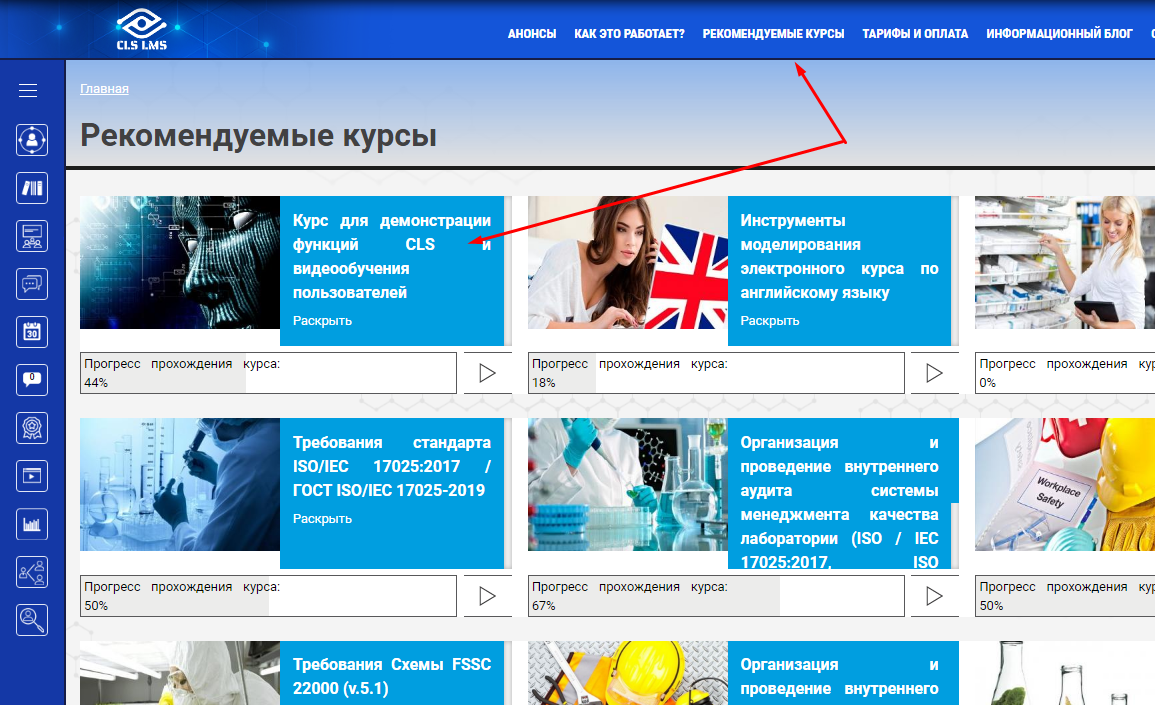 CLS LMS
АНОНСЫ КАК ЭТО РАБОТАЕТ? РЕКОМЕНДУЕМЫЕ КУРСЫ ТАРИФЫ И ОПЛАТА ИНФОРМАЦИОННЫЙ БЛОГ
Главная
Рекомендуемые курсы
Курс для демонстрации
функций CLS и
видеообучения
пользователей
Раскрыть
Инструменты
моделирования
электронного курса по
английскому языку
Раскрыть
Прогресс прохождения курса:
44%
Прогресс прохождения курса:
18%
Прогресс прохождения кур
0%
30
0
Требования стандарта
ISO/IEC 17025:2017 /
ГОСТ ISO/IEC 17025-2019
Раскрыть
Организация и
проведение внутреннего
аудита системы
менеджмента качества
лаборатории (ISO / IEC
17025:2017, ISO
Workplace
Safety
Прогресс прохождения курса:
50%
Прогресс прохождения курса:
67%
Прогресс прохождения кур
50%
Требования Схемы FSSC
22000 (v.5.1)
Организация и
проведение внутреннего